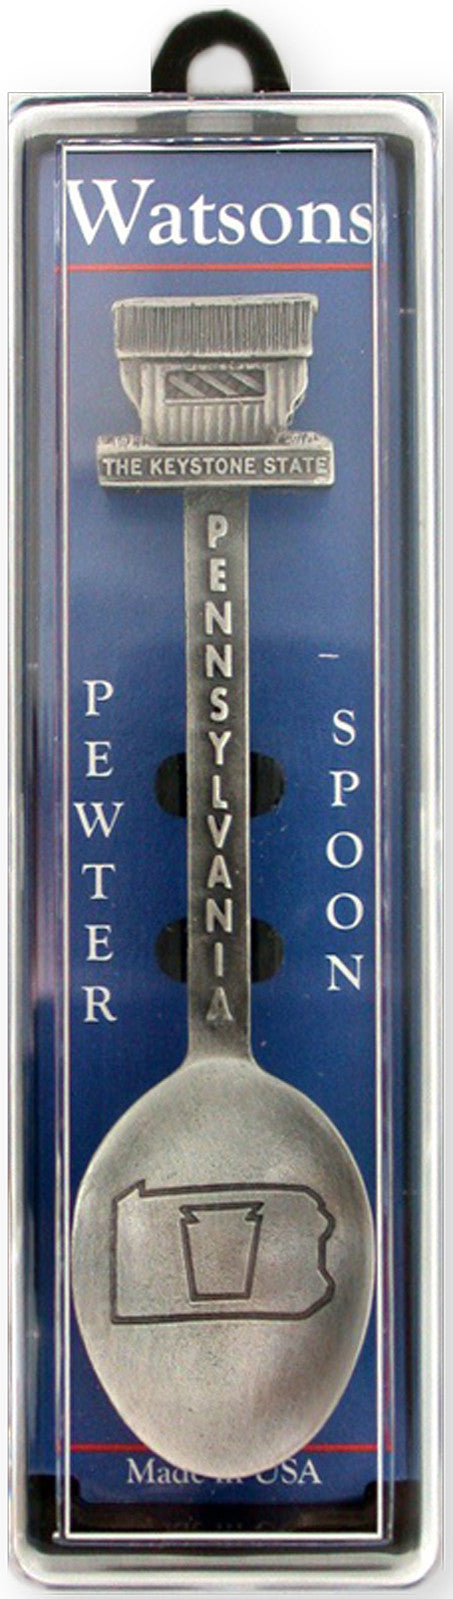 Watsons
THE KEYSTONE STATE
PENNSYLVANIA
PEWTER
SPOON
Made in USA